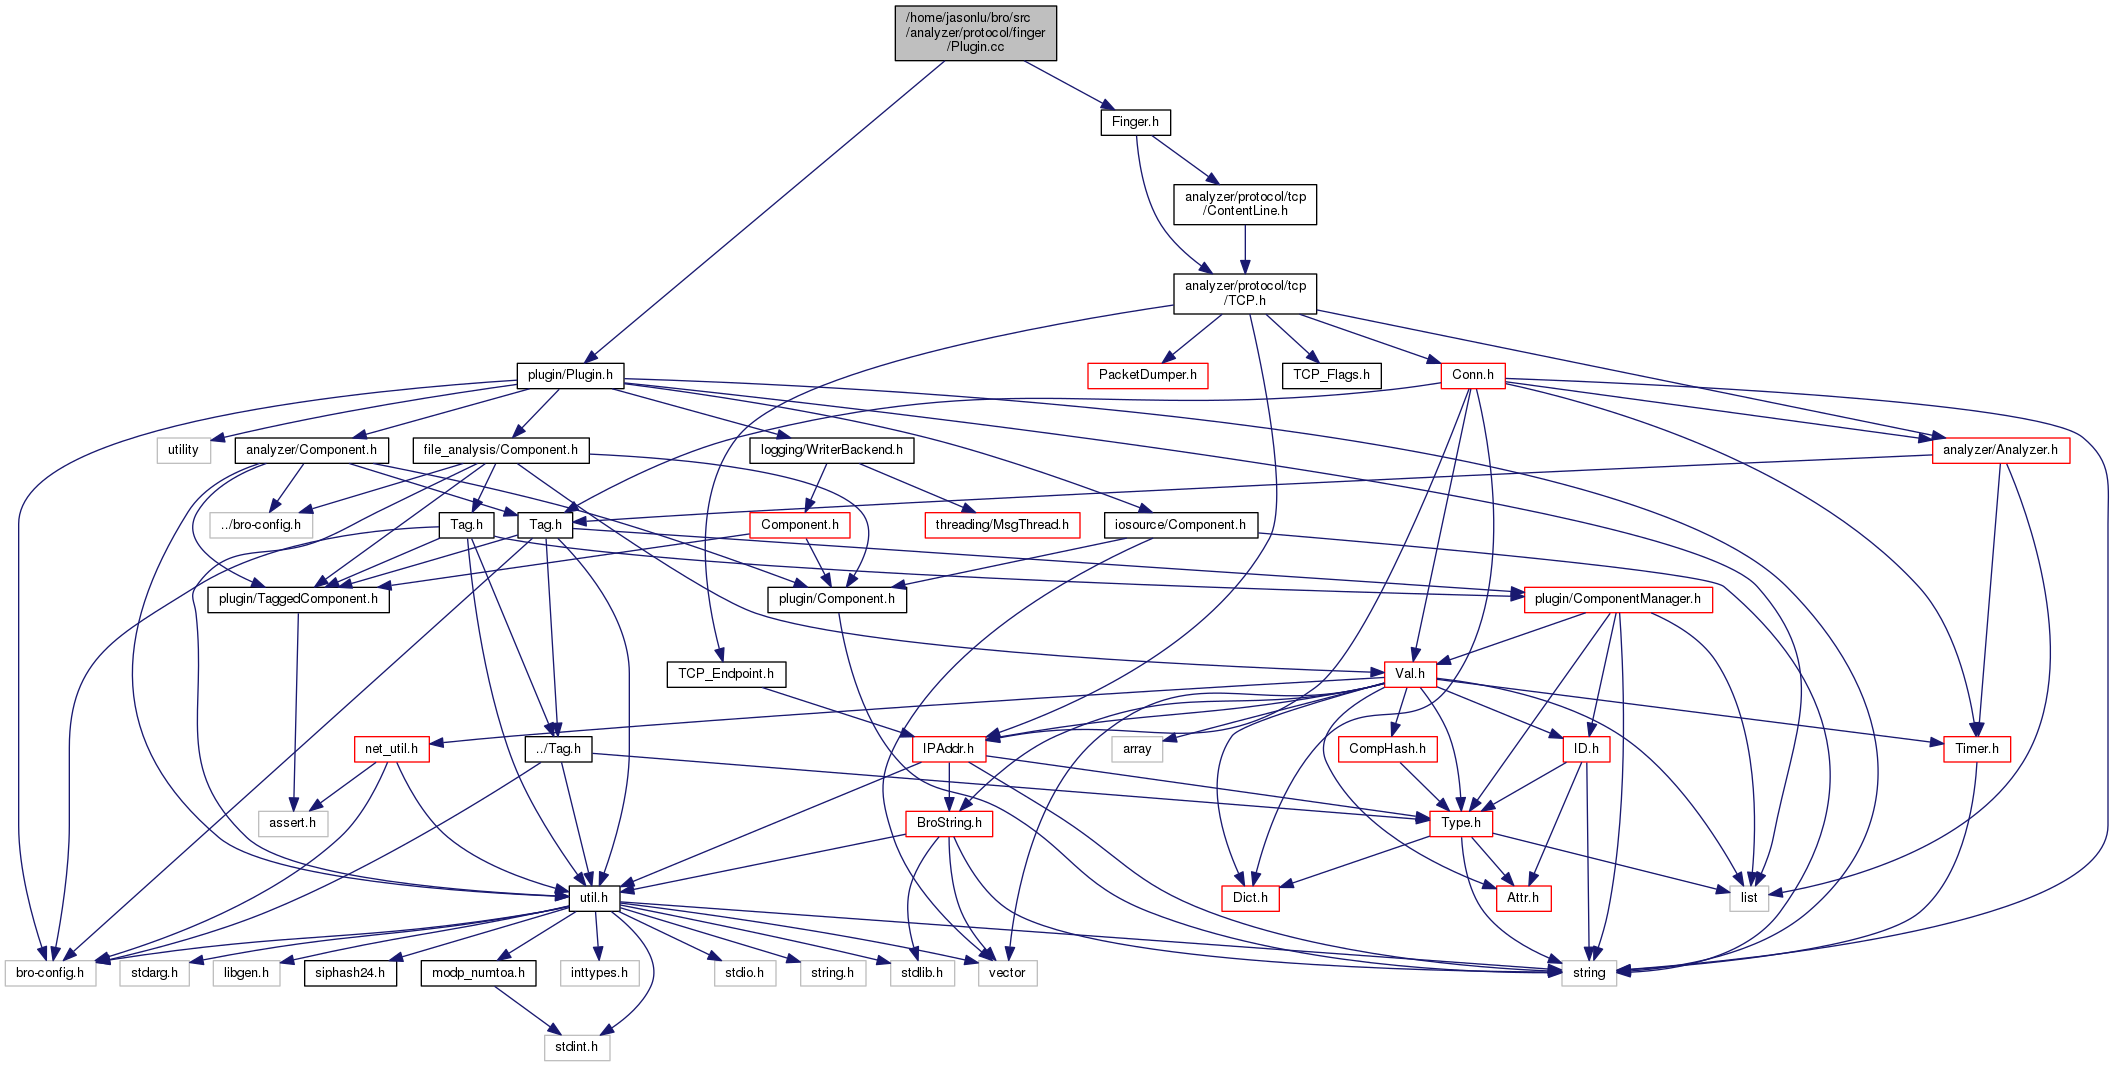 /home/jasonlu/bro/src
/analyzer/protocol/finger
/Plugin.cc
Finger.h
analyzer/protocol/tcp
/ContentLine.h
analyzer/protocol/tcp
/TCP.h
plugin/Plugin.h
PacketDumper.h
TCP_Flags.h
Conn.h
utility
analyzer/Component.h
file_analysis/Component.h
logging/WriterBackend.h
analyzer/Analyzer.h
../bro-config.h
Tag.h
Tag.h
Component.h
threading/MsgThread.h
iosource/Component.h
plugin/TaggedComponent.h
plugin/Component.h
plugin/ComponentManager.h
TCP_Endpoint.h
Val.h
net_util.h
../Tag.h
IPAddr.h
array
CompHash.h
ID.h
Timer.h
assert.h
BroString.h
Type.h
util.h
Dict.h
Attr.h
list
bro-config.h
stdarg.h
libgen.h
siphash24.h
modp_numtoa.h
inttypes.h
stdio.h
string.h
stdlib.h
vector
string
stdint.h